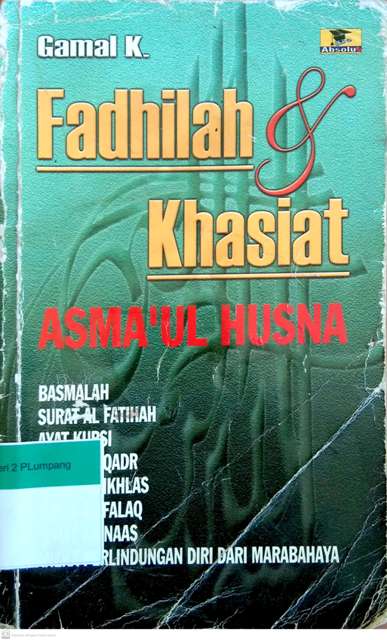 Gamal K.
Absolut
Fadhilah
&
Khasiat
ASMA'UL HUSNA
BASMALAH
SURAT AL FATIHAH
AYAT KURSI
QADR
IKHLAS
FALAQ
NAAS
PERLINDUNGAN DIRI DARI MARABAHAYA
eri 2 PLumpang